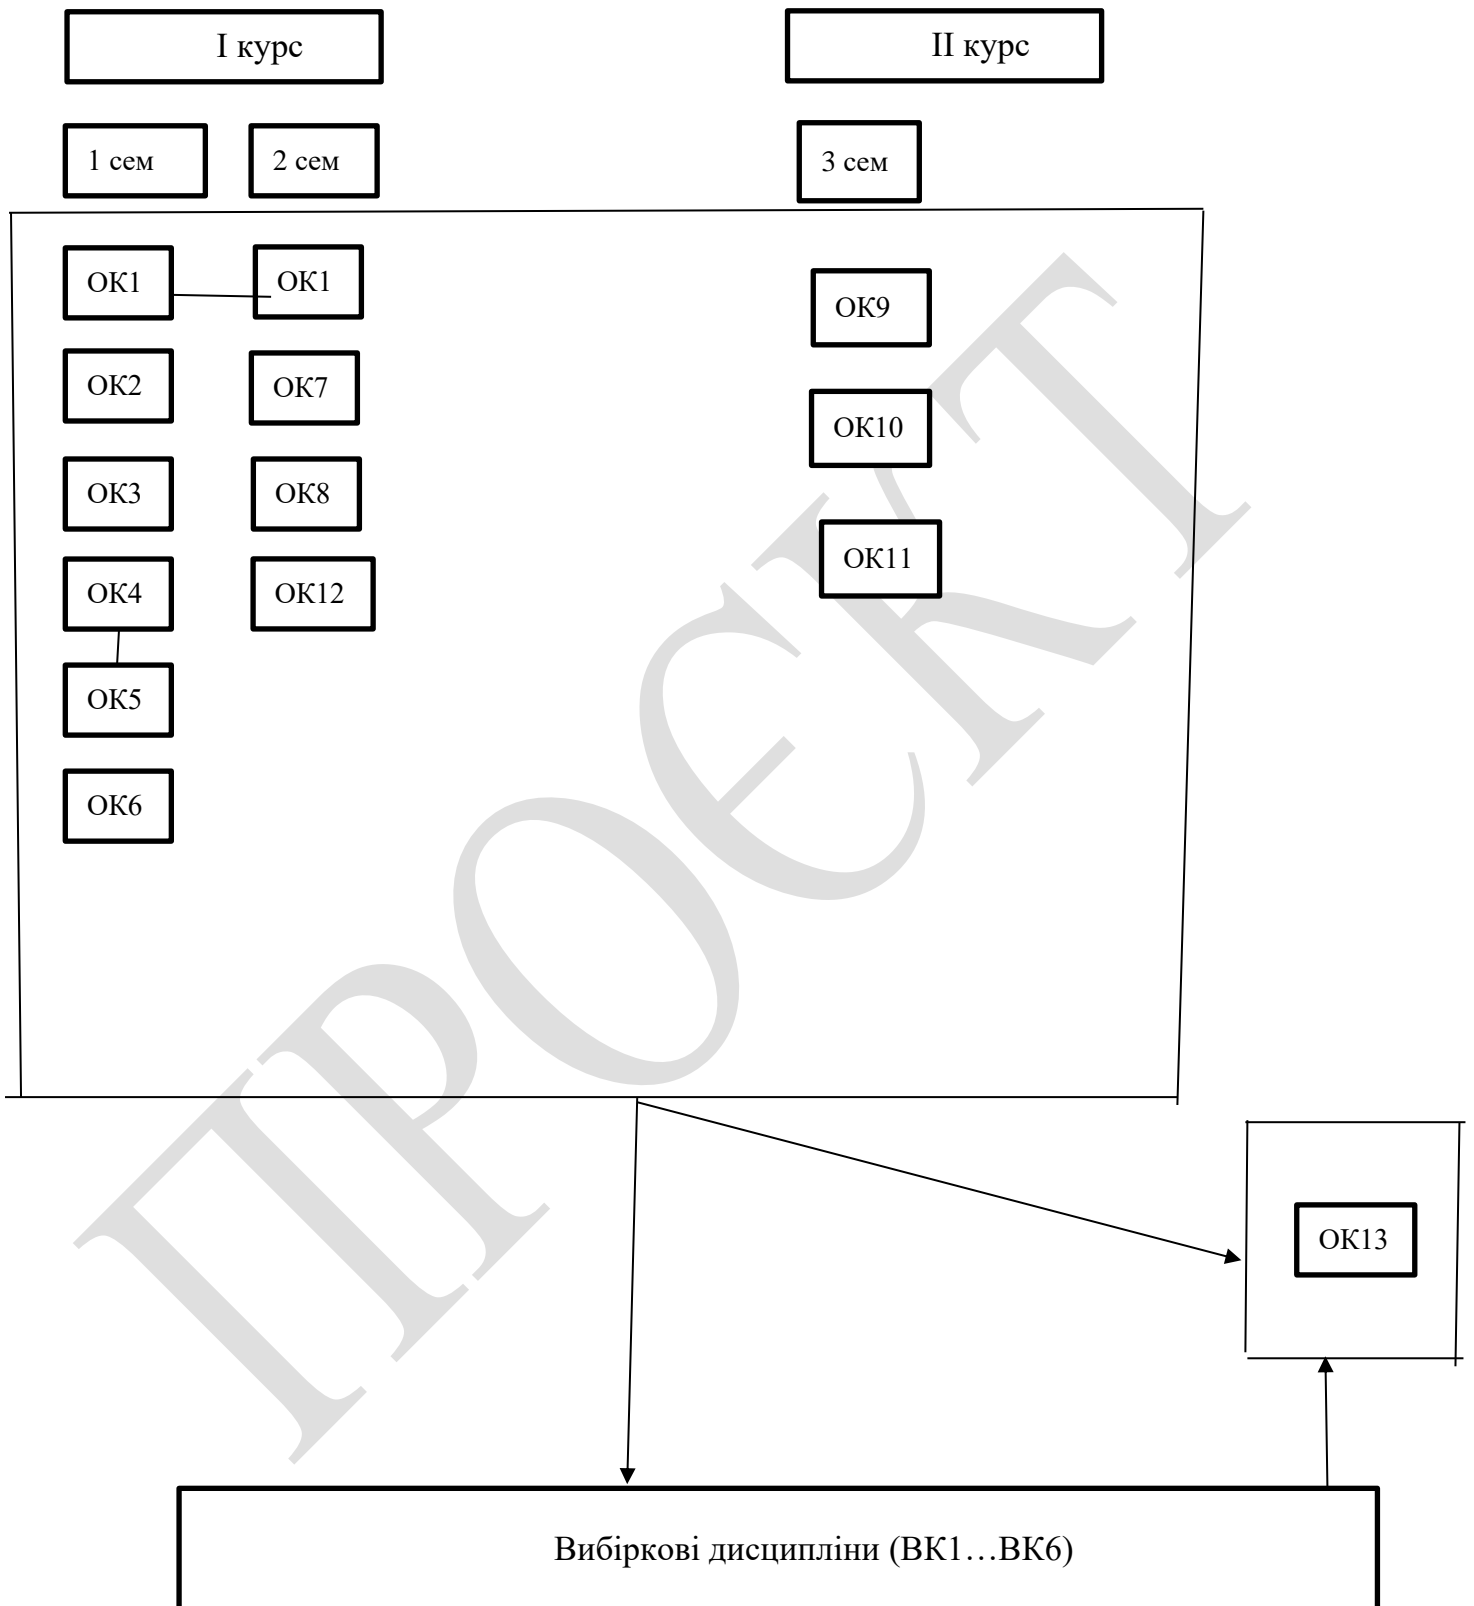 І курс
ІІ курс
1 сем
2 сем
3 сем
ОК1
ОК1
ОК9
ОК2
ОК7
ОК10
ОК3
ОК8
ОК11
ОК4
ОК12
ОК5
ОК6
ПРОЄКТ
ОК13
Вибіркові дисципліни (ВК1…ВК6)